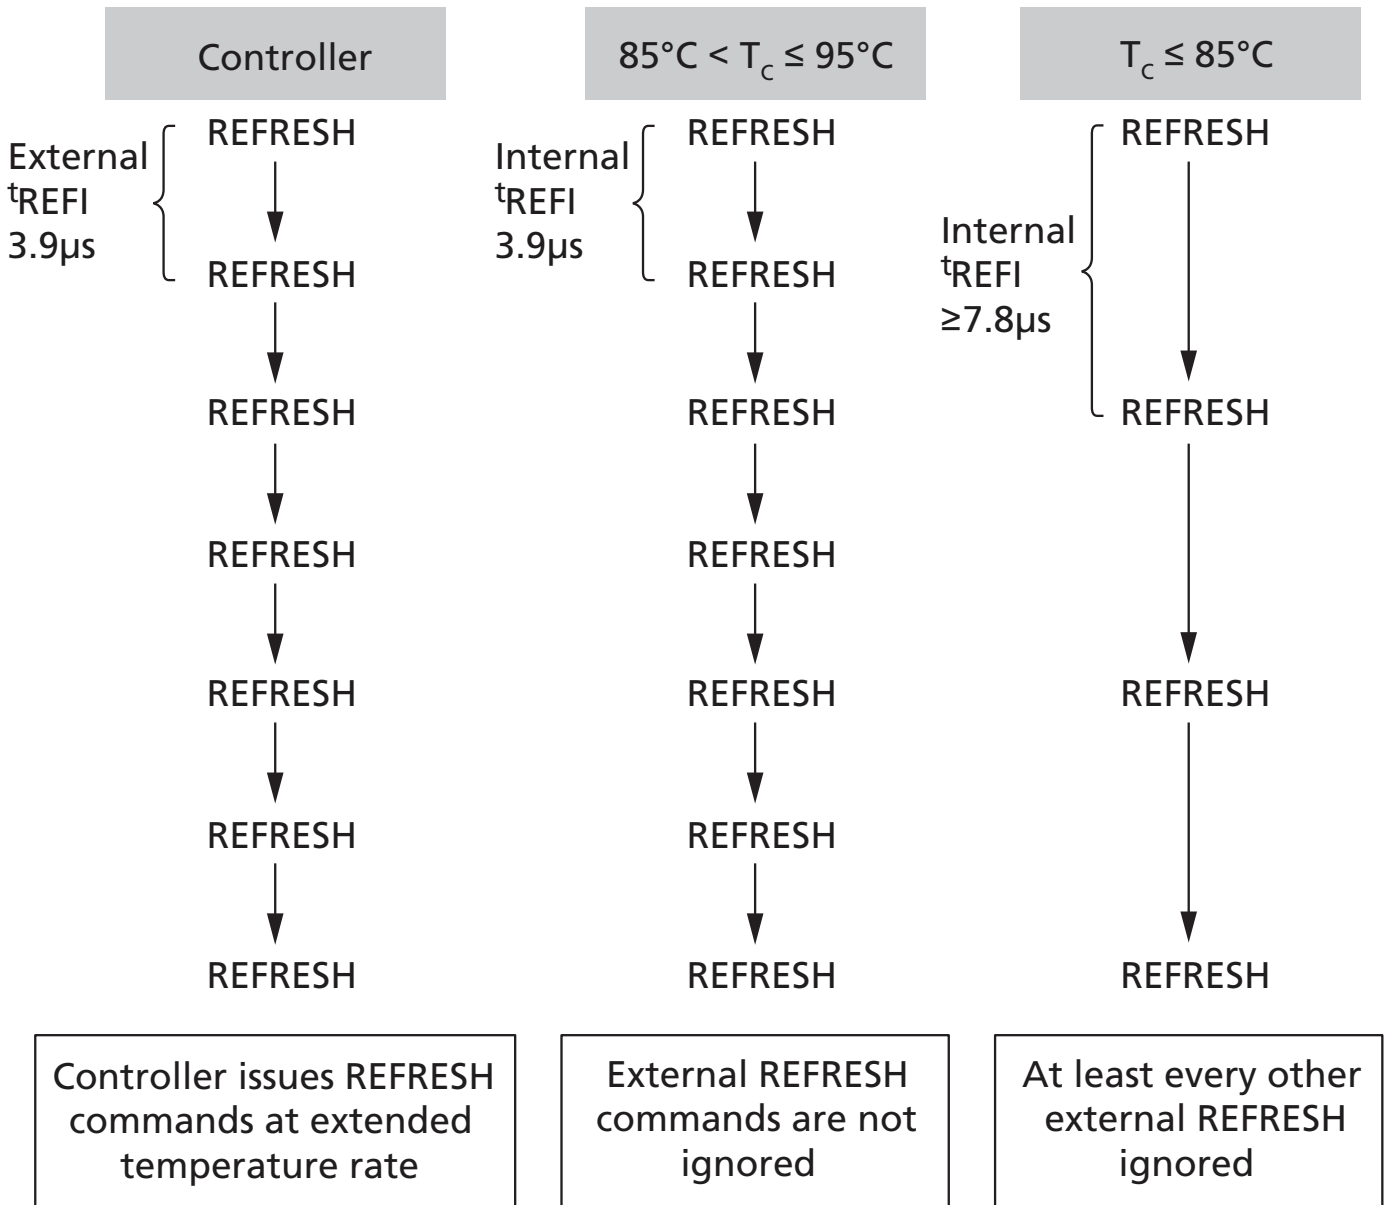 Controller
85°C < TC ≤ 95°C
TC ≤ 85°C
External
tREFI
3.9µs
REFRESH
REFRESH
REFRESH
REFRESH
REFRESH
REFRESH
REFRESH
Internal
tREFI
3.9µs
REFRESH
REFRESH
REFRESH
REFRESH
REFRESH
REFRESH
REFRESH
Internal
tREFI
≥7.8µs
REFRESH
REFRESH
REFRESH
REFRESH
Controller issues REFRESH
commands at extended
temperature rate
External REFRESH
commands are not
ignored
At least every other
external REFRESH
ignored